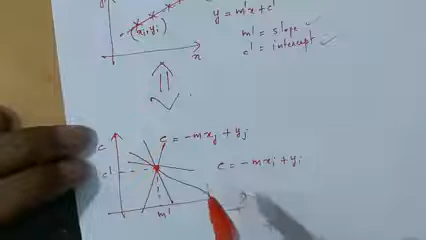 y = m'x + c'
(xi, yi)
m' = slope
c' = intercept
x
c
c = -mxj + yj
c'
c = -mxi + yi
m'